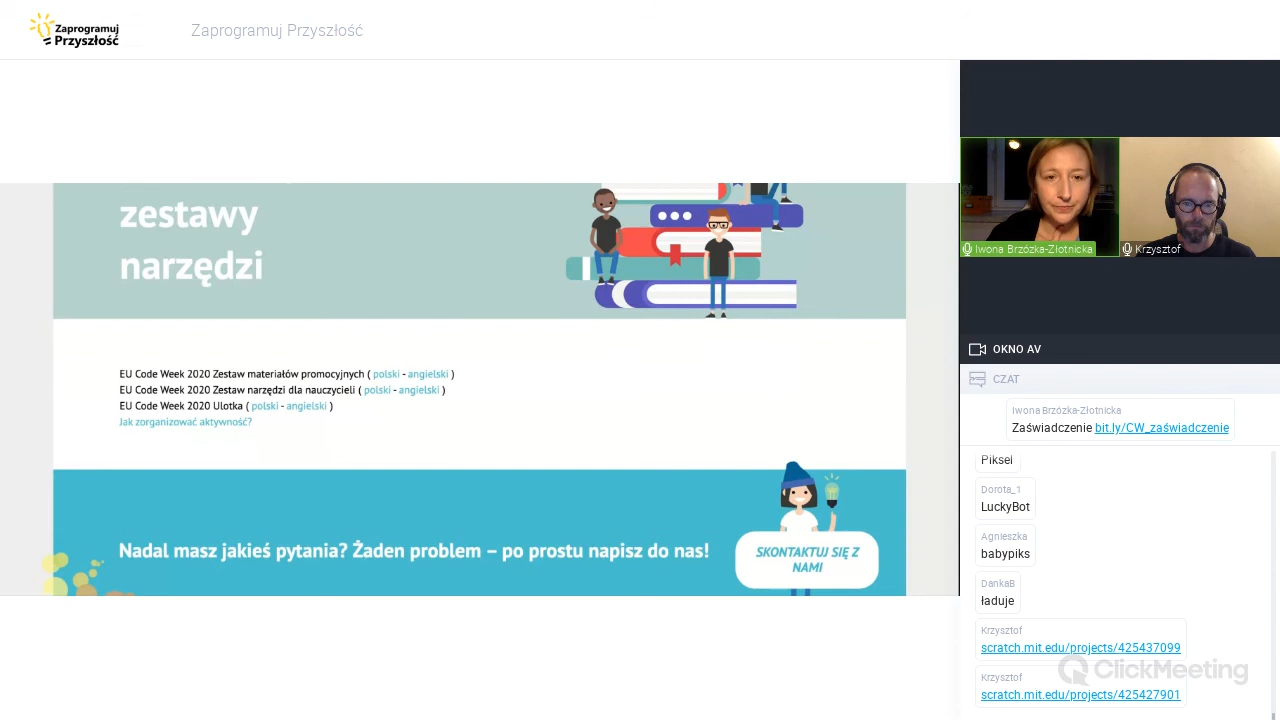 Zaprogramuj
Przyszłość
Zaprogramuj Przyszłość
zestawy
narzędzi
EU Code Week 2020 Zestaw materiałów promocyjnych ( polski - angielski )
EU Code Week 2020 Zestaw narzędzi dla nauczycieli ( polski - angielski )
EU Code Week 2020 Ulotka ( polski - angielski )
Jak zorganizować aktywność?
Nadal masz jakieś pytania? Żaden problem – po prostu napisz do nas!
SKONTAKTUJ SIĘ Z
NAMI
Iwona Brzózka-Złotnicka
Krzysztof
OKNO AV
CZAT
Iwona Brzózka-Złotnicka
Zaświadczenie bit.ly/CW_zaświadczenie
Piksel
Dorota_1
LuckyBot
Agnieszka
babypiks
DankaB
ładuje
Krzysztof
scratch.mit.edu/projects/425437099
Krzysztof
scratch.mit.edu/projects/425427901
ClickMeeting